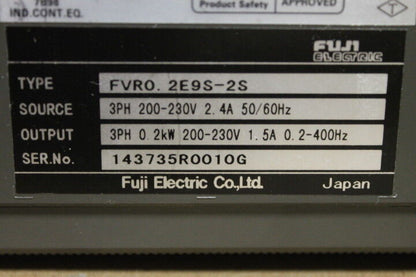 7B98
IND.CONT.EQ.
Product Safety
APPROVED
T
FUJI
ELECTRIC
TYPE FVR0.2E9S-2S
SOURCE 3PH 200-230V 2.4A 50/60Hz
OUTPUT 3PH 0.2kW 200-230V 1.5A 0.2-400Hz
SER.No. 143735R0010G
Fuji Electric Co.,Ltd. Japan